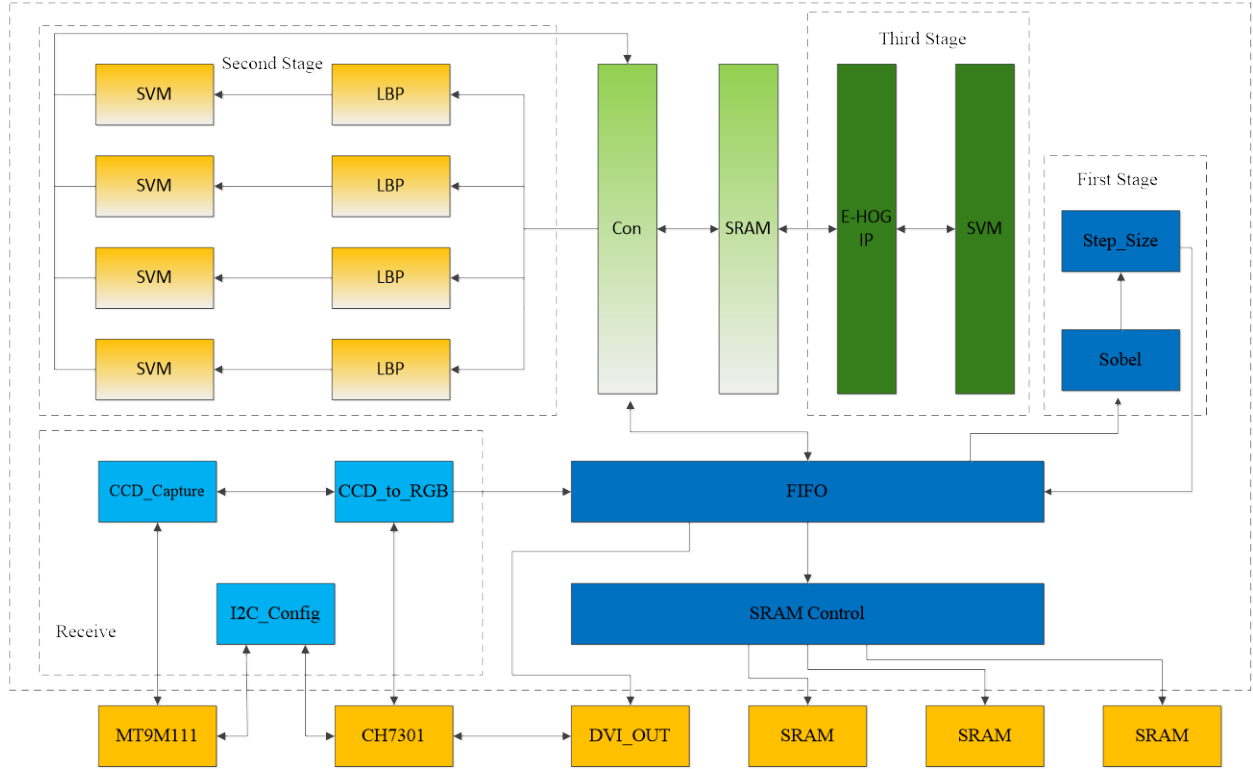 Second Stage
Third Stage
First Stage
SVM
LBP
SVM
LBP
SVM
LBP
SVM
LBP
Con
SRAM
E-HOG
IP
SVM
Step_Size
Sobel
CCD_Capture
CCD_to_RGB
FIFO
I2C_Config
SRAM Control
Receive
MT9M111
CH7301
DVI_OUT
SRAM
SRAM
SRAM